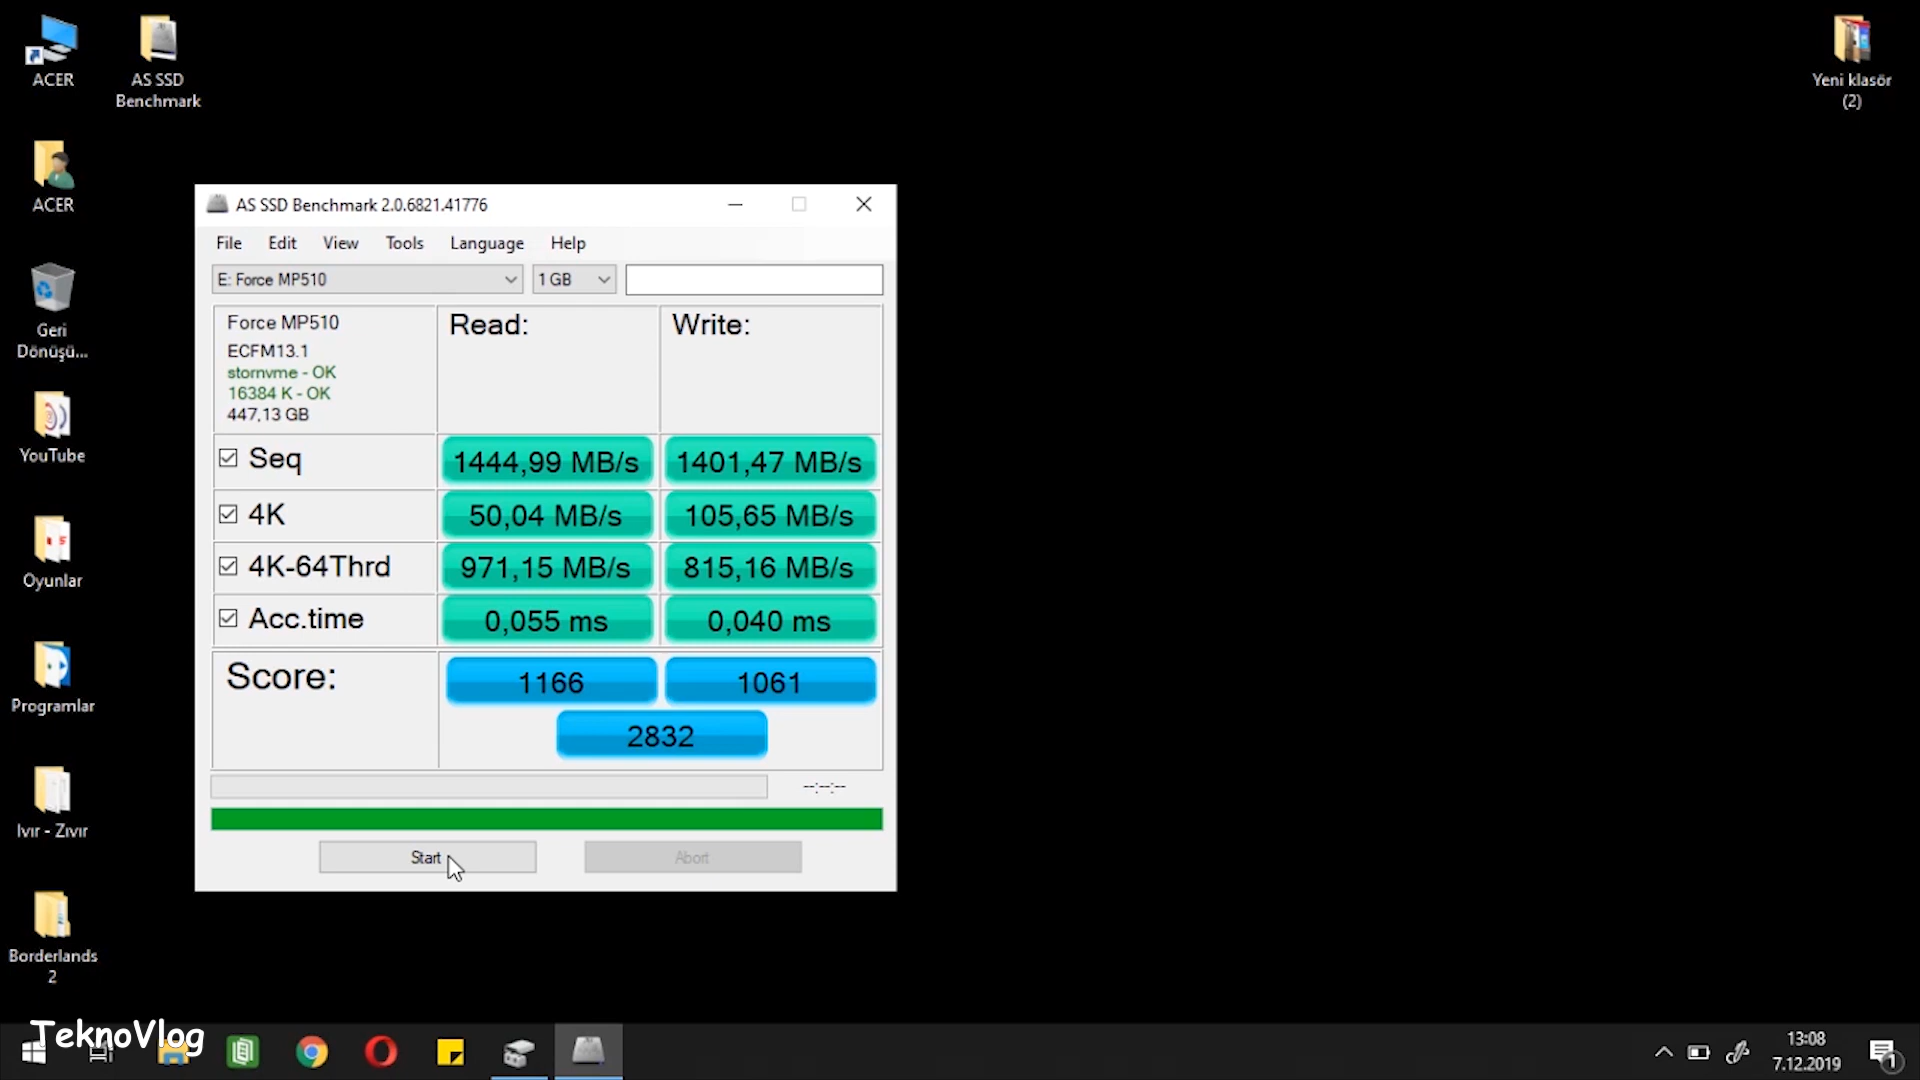 ACER
AS SSD
Benchmark
Yeni klasör
(2)
ACER
Geri
Dönüşü...
YouTube
Oyunlar
Programlar
Ivır - Zıvır
Borderlands
2
AS SSD Benchmark 2.0.6821.41776
File Edit View Tools Language Help
E: Force MP510 1 GB
Force MP510
ECFM13.1
stornvme - OK
16384 K - OK
447,13 GB
Read: Write:
Seq 1444,99 MB/s 1401,47 MB/s
4K 50,04 MB/s 105,65 MB/s
4K-64Thrd 971,15 MB/s 815,16 MB/s
Acc.time 0,055 ms 0,040 ms
Score: 1166 1061
2832
--:--:--
Start Abort
TeknoVlog
13:08
7.12.2019
1